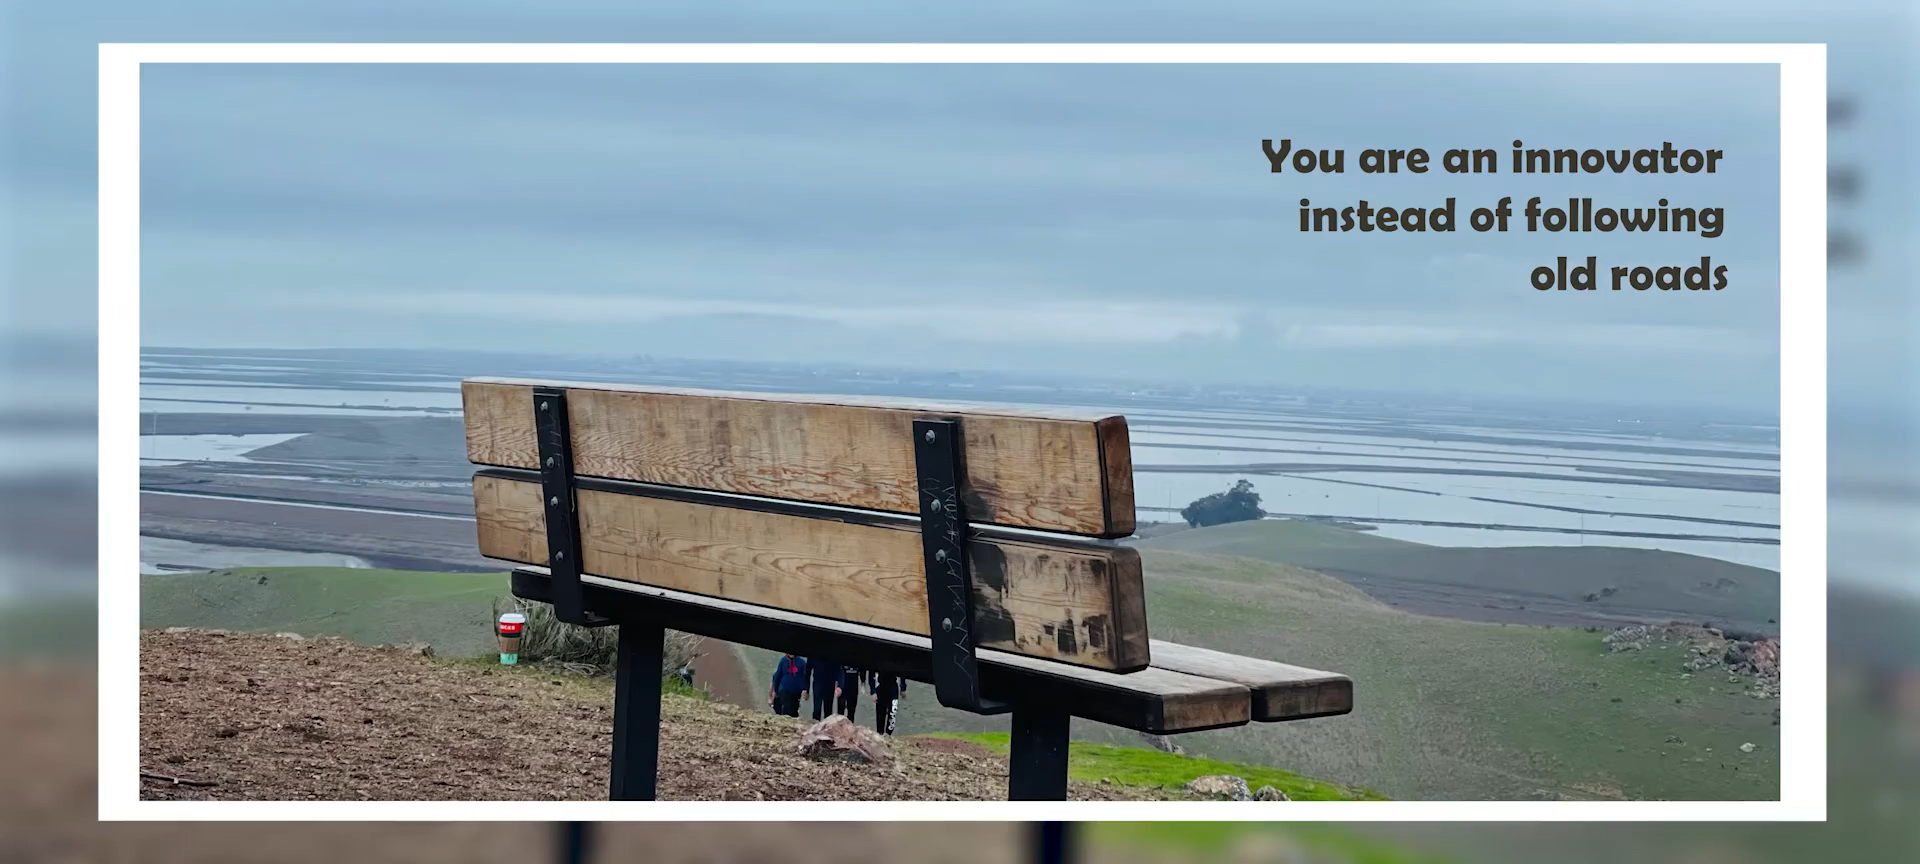 You are an innovator
instead of following
old roads